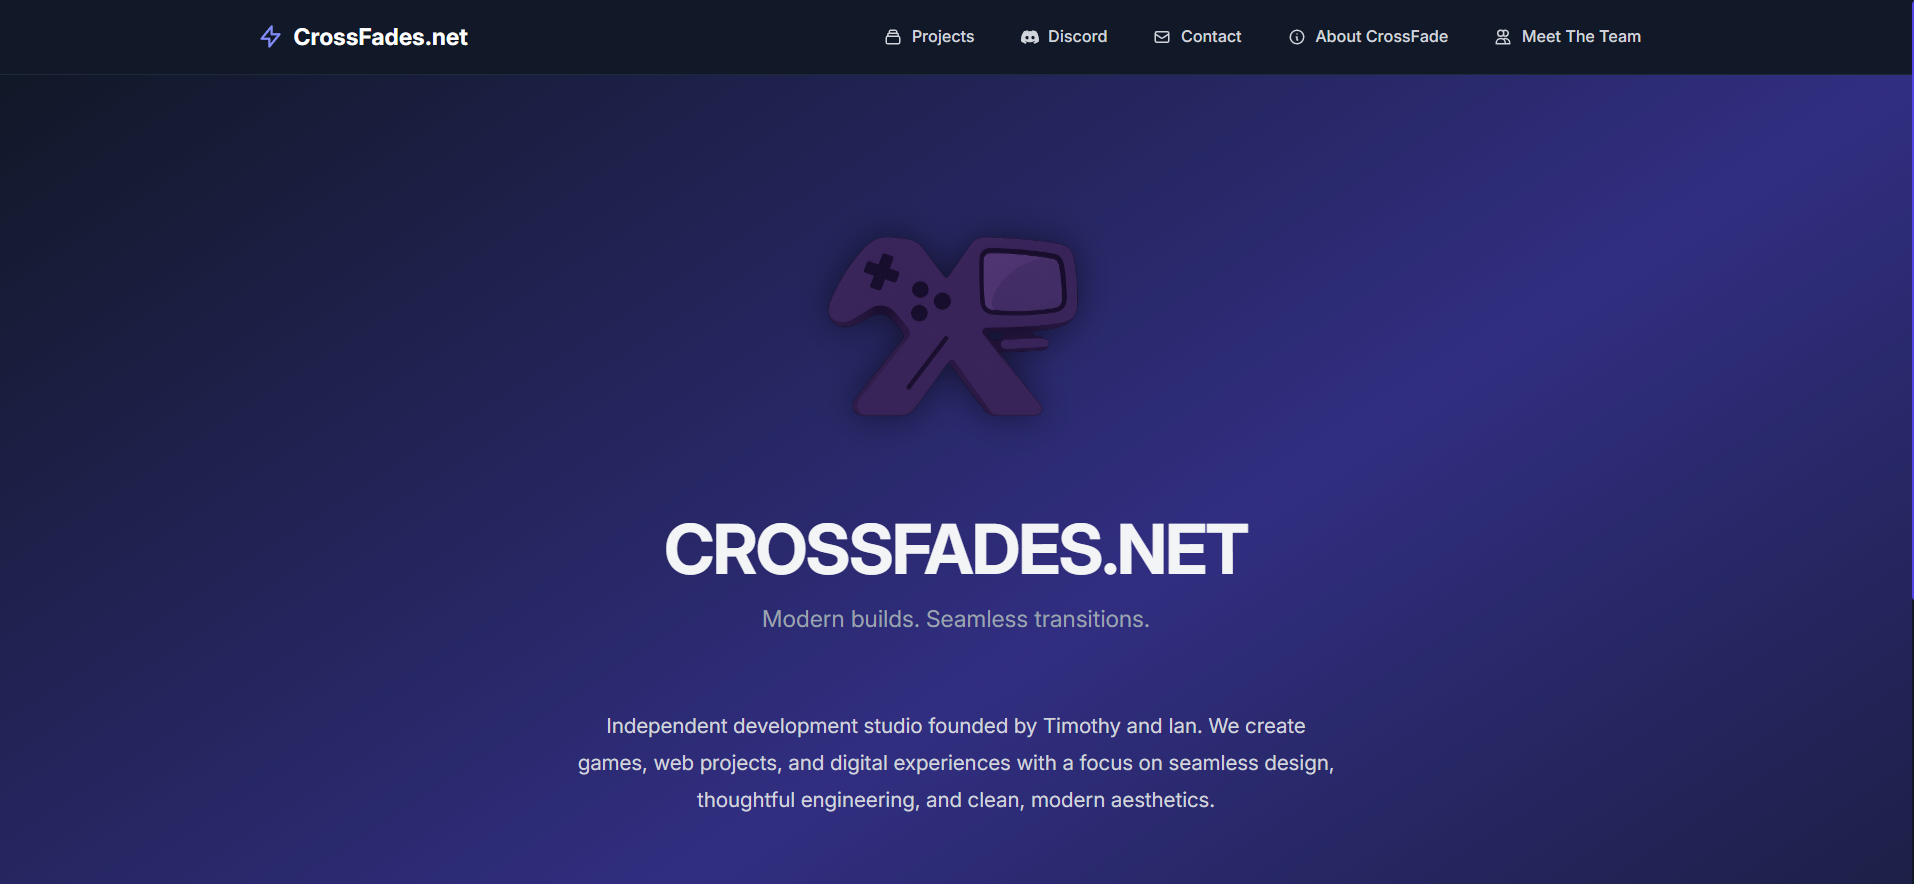 CrossFades.net
Projects
Discord
Contact
About CrossFade
Meet The Team
CROSSFADES.NET
Modern builds. Seamless transitions.
Independent development studio founded by Timothy and Ian. We create
games, web projects, and digital experiences with a focus on seamless design,
thoughtful engineering, and clean, modern aesthetics.